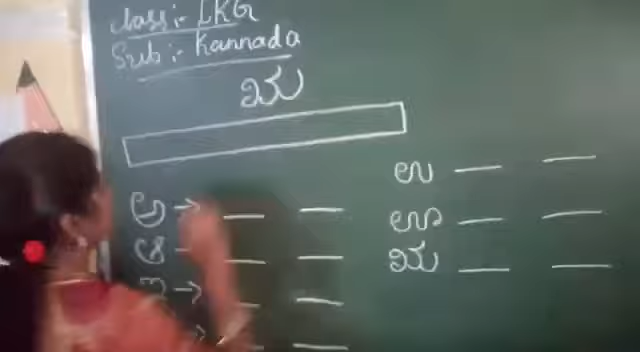 class:- LKG
Sub :- Kannada
ಋ
ಅ → — —
ಆ - — —
ಇ → — —
→ — —
ಉ — —
ಊ — —
ಋ — —